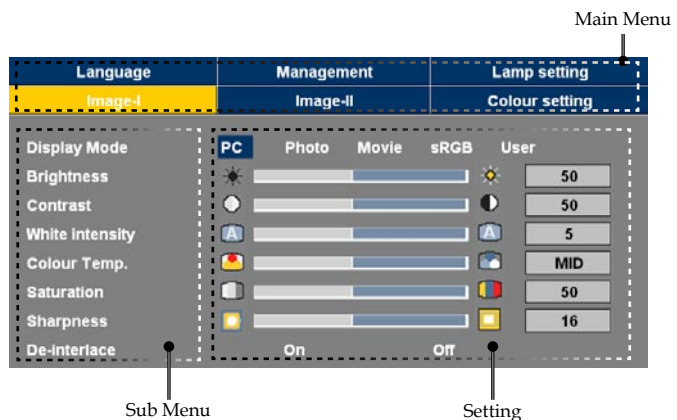 Main Menu
Language Management Lamp setting
Image-I Image-II Colour setting
Display Mode PC Photo Movie sRGB User
Brightness 50
Contrast 50
White intensity A A 5
Colour Temp. MID
Saturation 50
Sharpness 16
De-interlace On Off
Sub Menu Setting